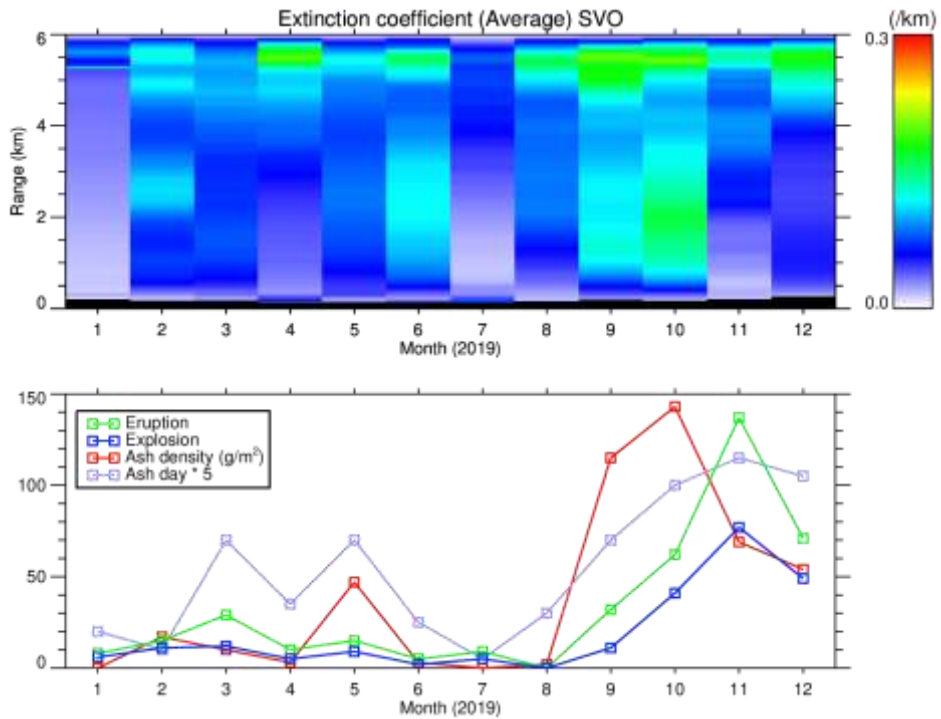 Extinction coefficient (Average) SVO
(/km)
6
4
2
0
Range (km)
0.3
0.0
1 2 3 4 5 6 7 8 9 10 11 12
Month (2019)
150
100
50
0
Eruption
Explosion
Ash density (g/m²)
Ash day * 5
1 2 3 4 5 6 7 8 9 10 11 12
Month (2019)